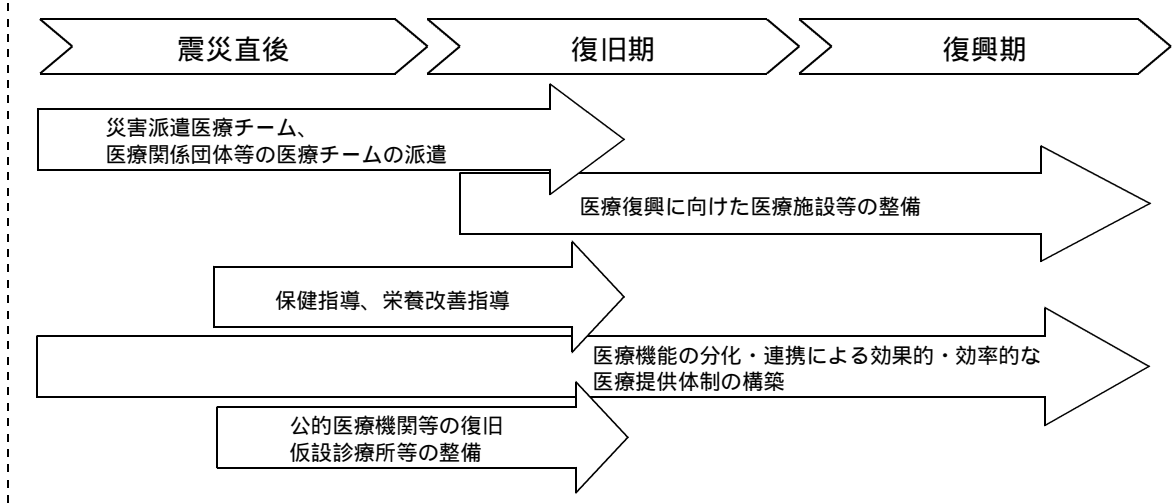 震災直後
復旧期
復興期
災害派遣医療チーム、
医療関係団体等の医療チームの派遣
医療復興に向けた医療施設等の整備
保健指導、栄養改善指導
医療機能の分化・連携による効果的・効率的な
医療提供体制の構築
公的医療機関等の復旧
仮設診療所等の整備